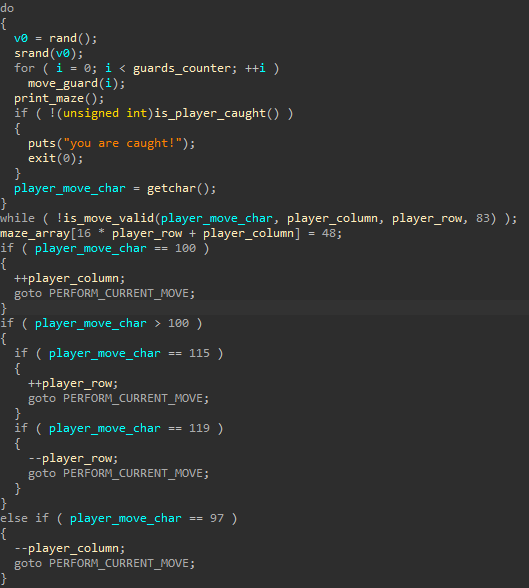 do
{
  v0 = rand();
  srand(v0);
  for ( i = 0; i < guards_counter; ++i )
    move_guard(i);
  print_maze();
  if ( !(unsigned int)is_player_caught() )
  {
    puts("you are caught!");
    exit(0);
  }
  player_move_char = getchar();
}
while ( !is_move_valid(player_move_char, player_column, player_row, 83) );
maze_array[16 * player_row + player_column] = 48;
if ( player_move_char == 100 )
{
  ++player_column;
  goto PERFORM_CURRENT_MOVE;
}
if ( player_move_char > 100 )
{
  if ( player_move_char == 115 )
  {
    ++player_row;
    goto PERFORM_CURRENT_MOVE;
  }
  if ( player_move_char == 119 )
  {
    --player_row;
    goto PERFORM_CURRENT_MOVE;
  }
}
else if ( player_move_char == 97 )
{
  --player_column;
  goto PERFORM_CURRENT_MOVE;
}